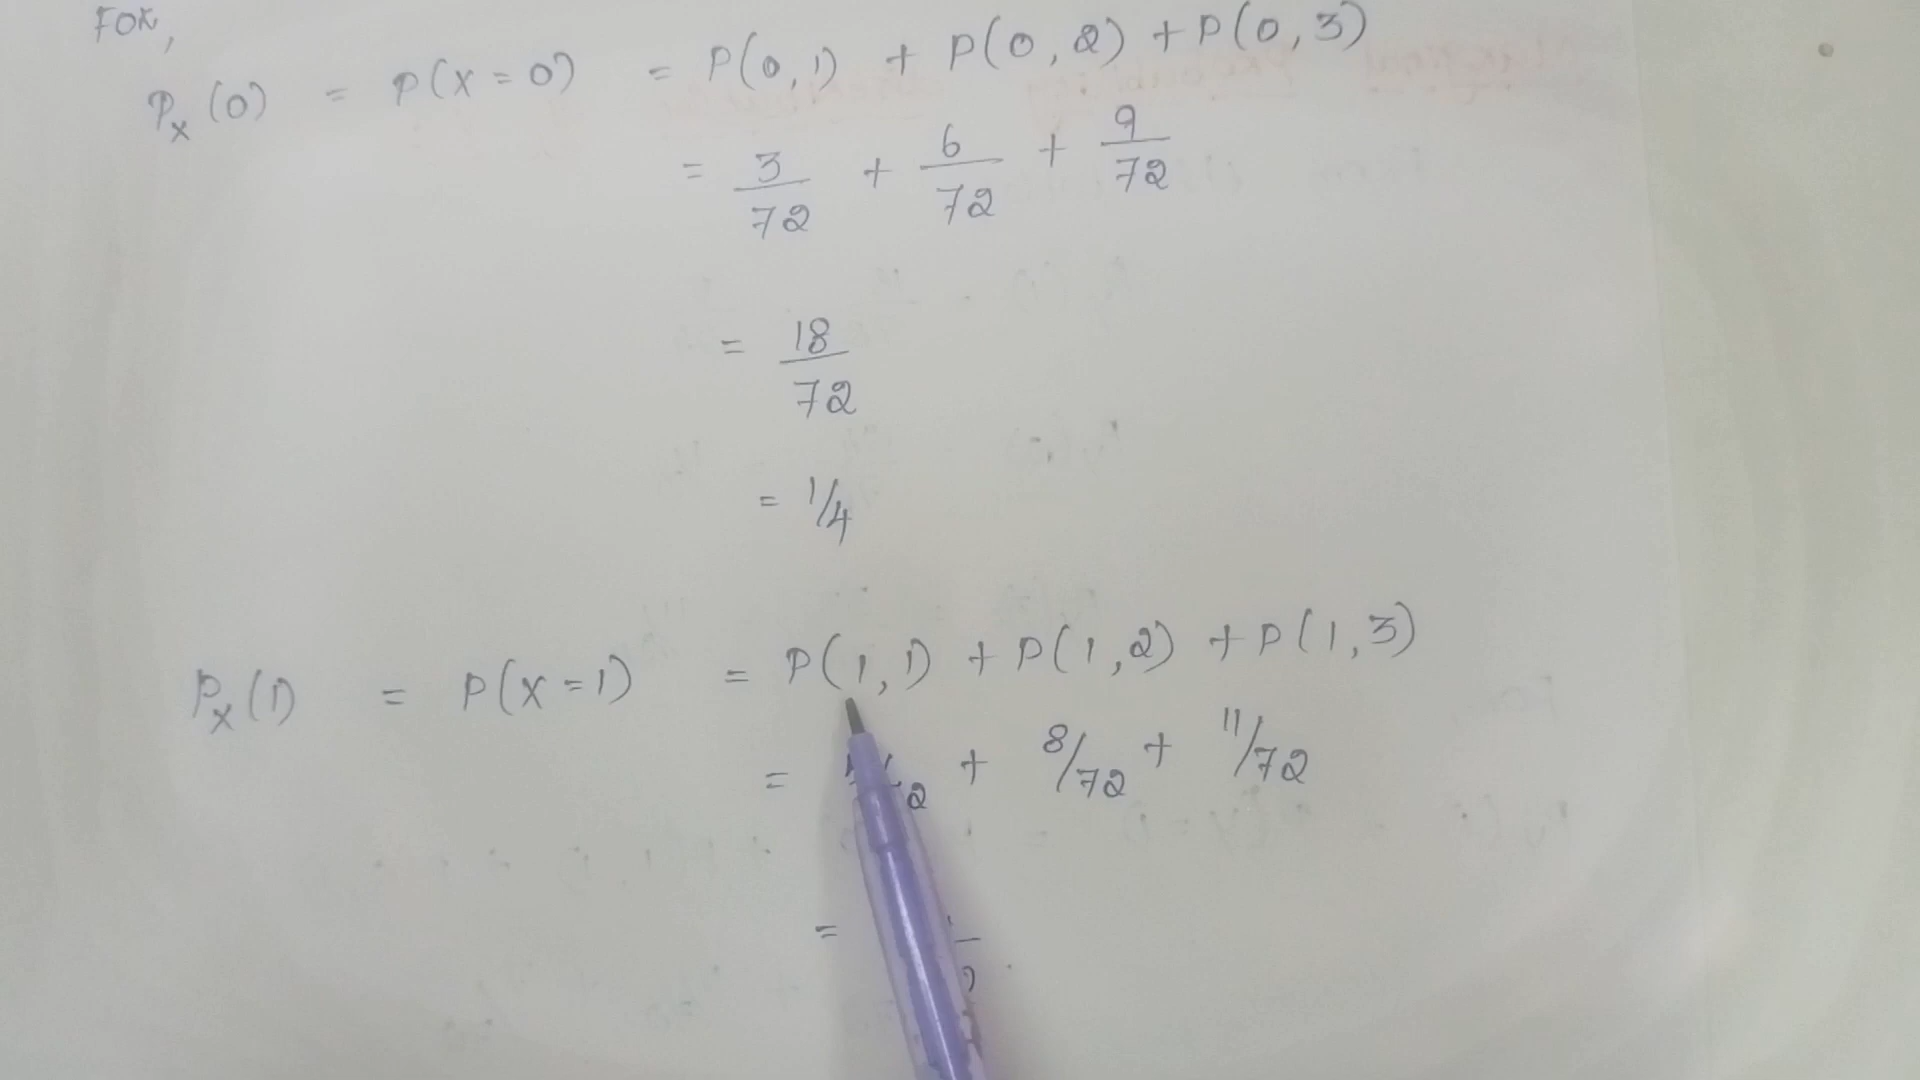 For,
Px(0) = P(X=0) = P(0,1) + P(0,2) + P(0,3)
= 3/72 + 6/72 + 9/72
= 18/72
= 1/4
Px(1) = P(X=1) = P(1,1) + P(1,2) + P(1,3)
= 2 + 8/72 + 11/72
=